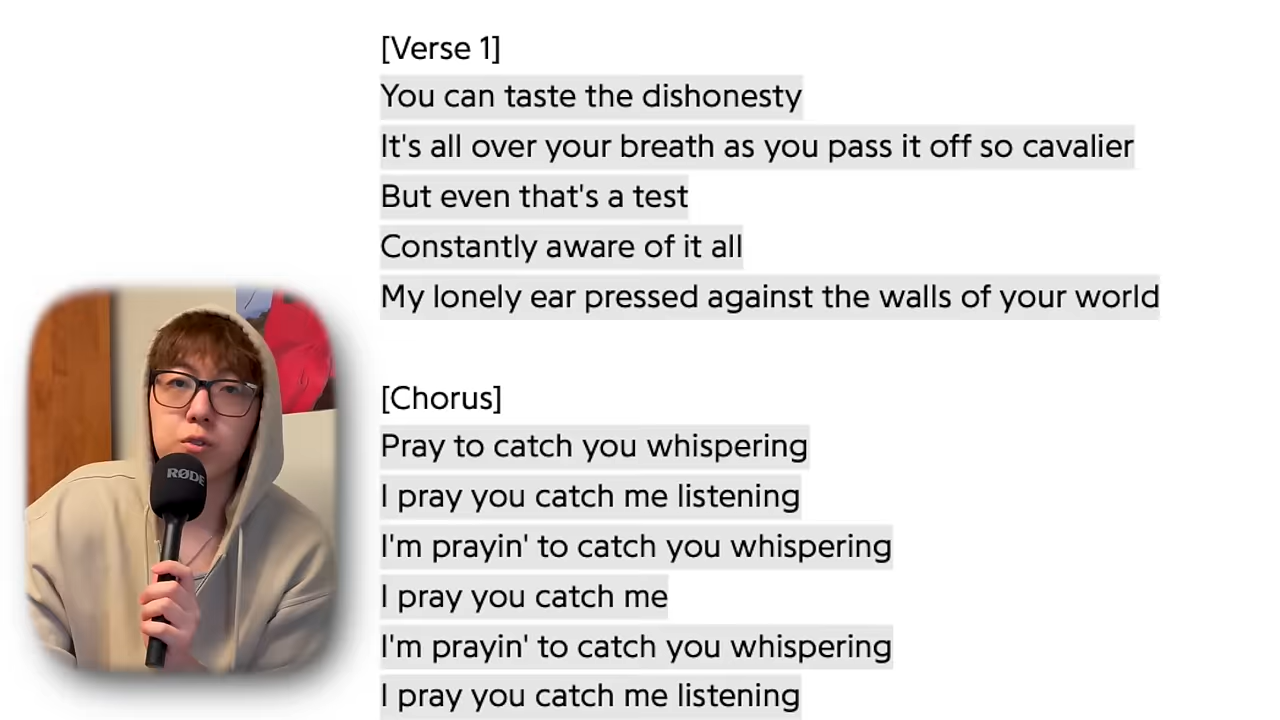 [Verse 1]
You can taste the dishonesty
It's all over your breath as you pass it off so cavalier
But even that's a test
Constantly aware of it all
My lonely ear pressed against the walls of your world
[Chorus]
Pray to catch you whispering
I pray you catch me listening
I'm prayin' to catch you whispering
I pray you catch me
I'm prayin' to catch you whispering
I pray you catch me listening
RØDE